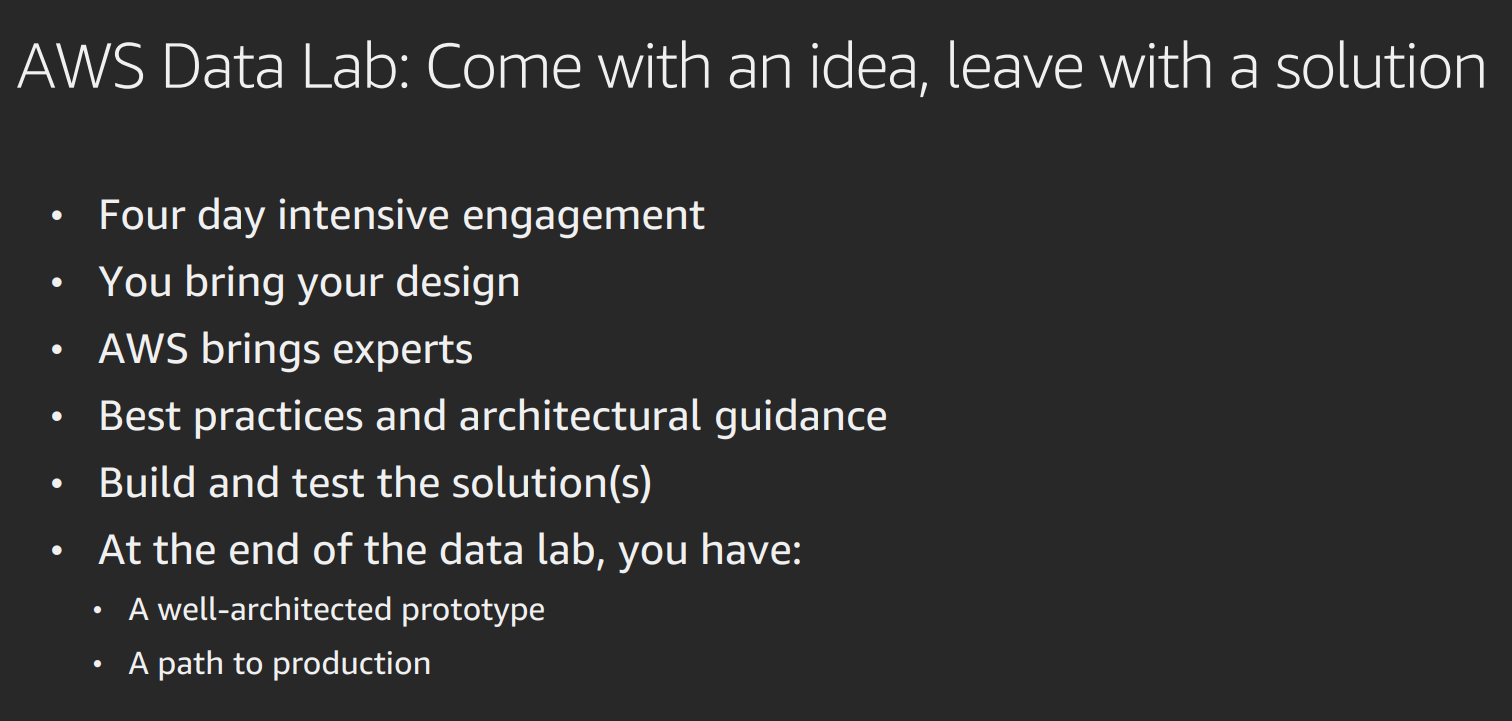 AWS Data Lab: Come with an idea, leave with a solution
• Four day intensive engagement
• You bring your design
• AWS brings experts
• Best practices and architectural guidance
• Build and test the solution(s)
• At the end of the data lab, you have:
• A well-architected prototype
• A path to production